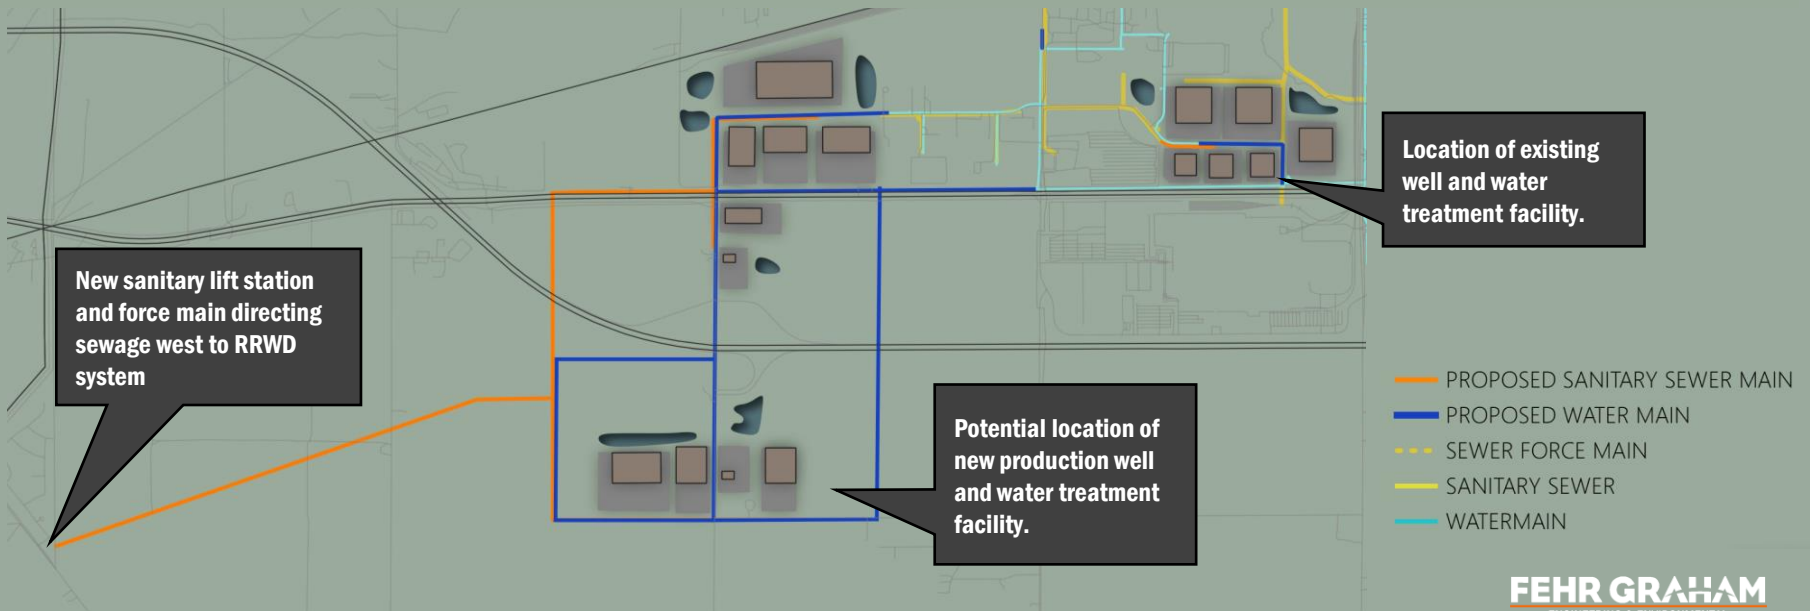 Location of existing
well and water
treatment facility.
New sanitary lift station
and force main directing
sewage west to RRWD
system
Potential location of
new production well
and water treatment
facility.
PROPOSED SANITARY SEWER MAIN
PROPOSED WATER MAIN
SEWER FORCE MAIN
SANITARY SEWER
WATERMAIN
FEHR GRAHAM